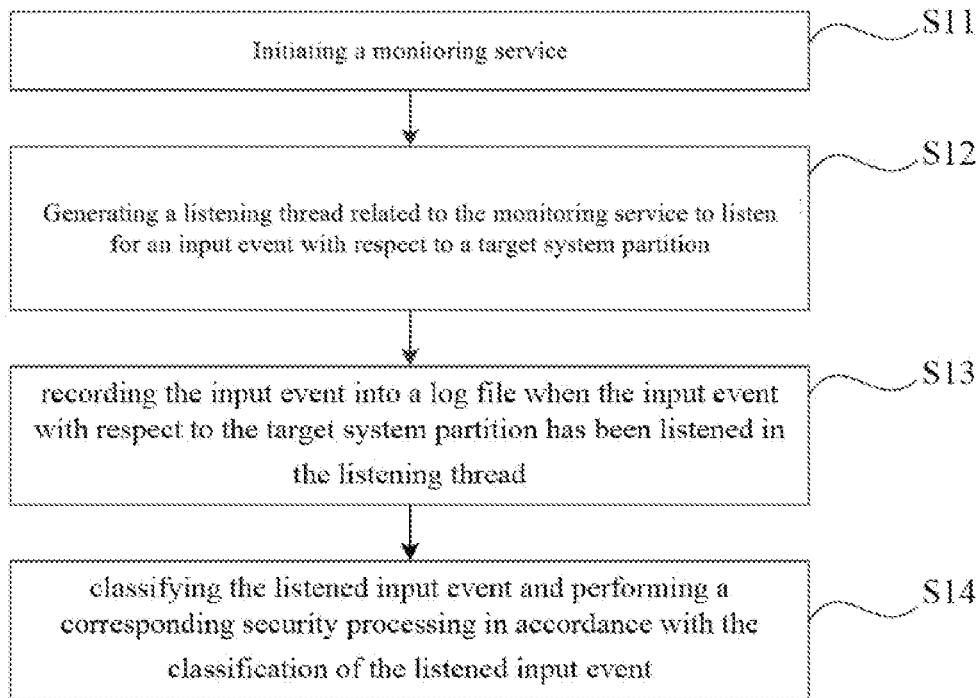 Initiating a monitoring service
S11
Generating a listening thread related to the monitoring service to listen
for an input event with respect to a target system partition
S12
recording the input event into a log file when the input event
with respect to the target system partition has been listened in
the listening thread
S13
classifying the listened input event and performing a
corresponding security processing in accordance with the
classification of the listened input event
S14